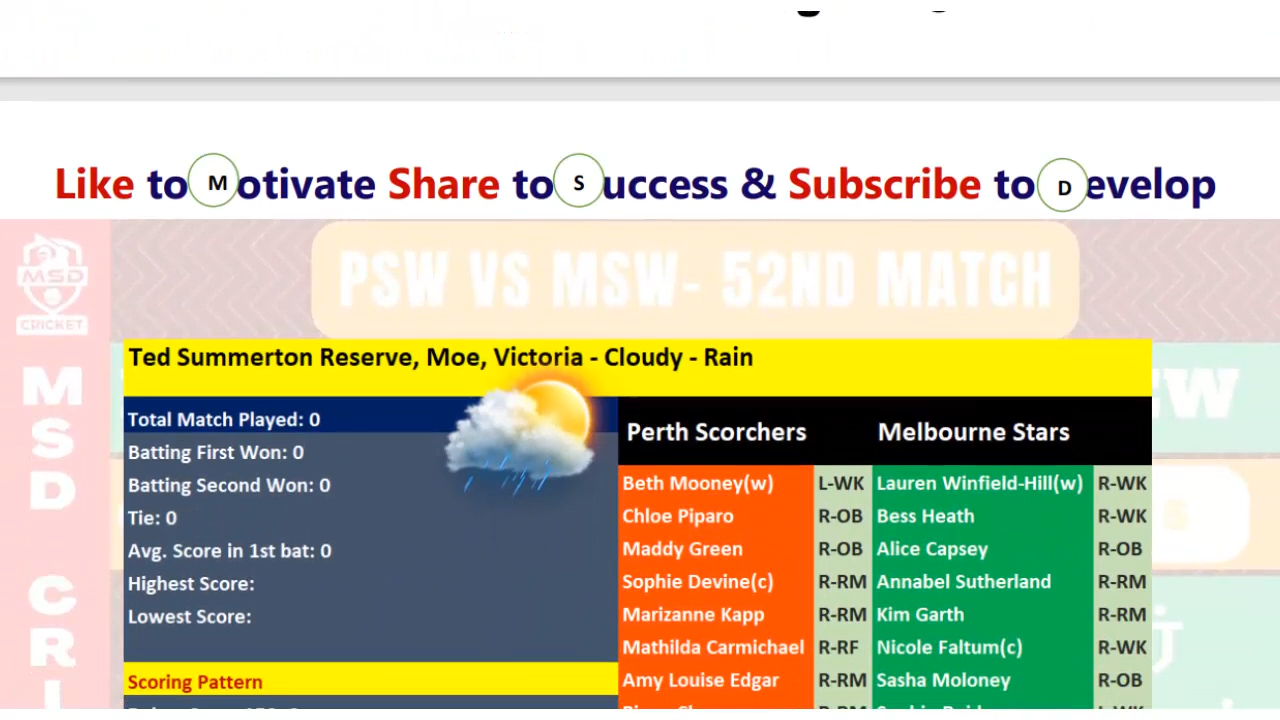 Like to Motivate Share to Success & Subscribe to Develop
MSD
CRICKET
PSW VS MSW- 52ND MATCH
M
S
D
C
R
Ted Summerton Reserve, Moe, Victoria - Cloudy - Rain
Total Match Played: 0
Batting First Won: 0
Batting Second Won: 0
Tie: 0
Avg. Score in 1st bat: 0
Highest Score:
Lowest Score:
Scoring Pattern
Perth Scorchers Melbourne Stars
Beth Mooney(w) L-WK Lauren Winfield-Hill(w) R-WK
Chloe Piparo R-OB Bess Heath R-WK
Maddy Green R-OB Alice Capsey R-OB
Sophie Devine(c) R-RM Annabel Sutherland R-RM
Marizanne Kapp R-RM Kim Garth R-RM
Mathilda Carmichael R-RF Nicole Faltum(c) R-WK
Amy Louise Edgar R-RM Sasha Moloney R-OB